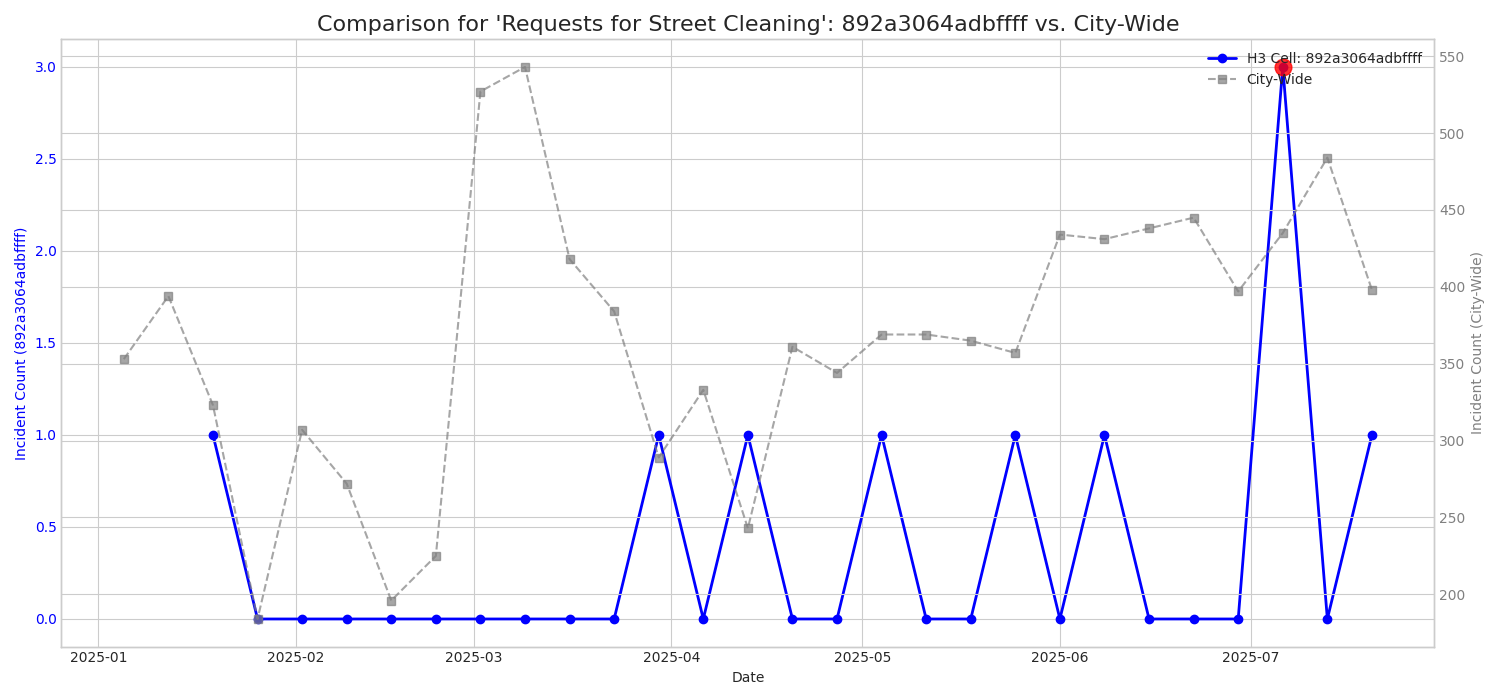 Comparison for 'Requests for Street Cleaning': 892a3064adbffff vs. City-Wide
H3 Cell: 892a3064adbffff
City-Wide
3.0
2.5
2.0
1.5
1.0
0.5
0.0
Incident Count (892a3064adbffff)
550
500
450
400
350
300
250
200
Incident Count (City-Wide)
2025-01 2025-02 2025-03 2025-04 2025-05 2025-06 2025-07
Date